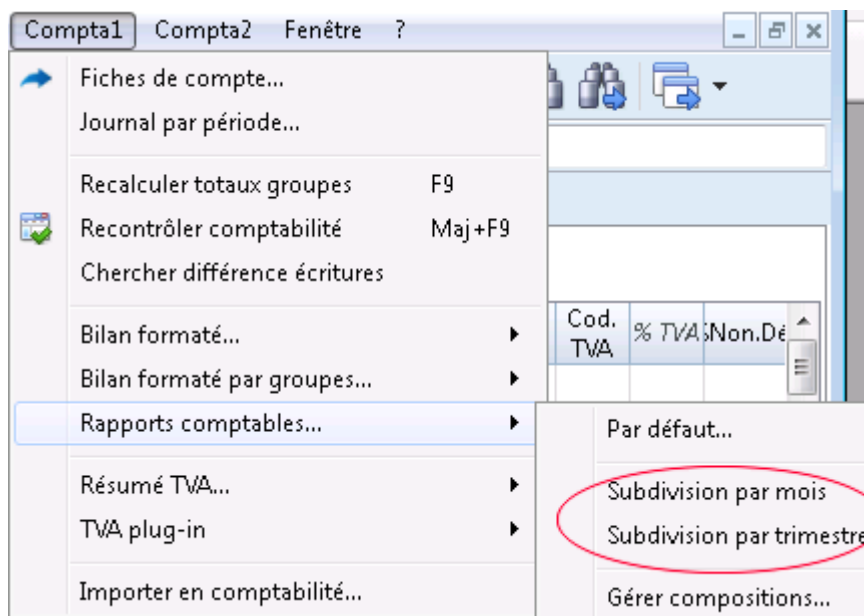 Compta1 Compta2 Fenêtre ?
Fiches de compte...
Journal par période...
Recalculer totaux groupes F9
Recontrôler comptabilité Maj+F9
Chercher différence écritures
Cod. TVA % TVA %Non.Dé
Bilan formaté...
Bilan formaté par groupes...
Rapports comptables...
Par défaut...
Résumé TVA...
Subdivision par mois
TVA plug-in
Subdivision par trimestre
Importer en comptabilité...
Gérer compositions...